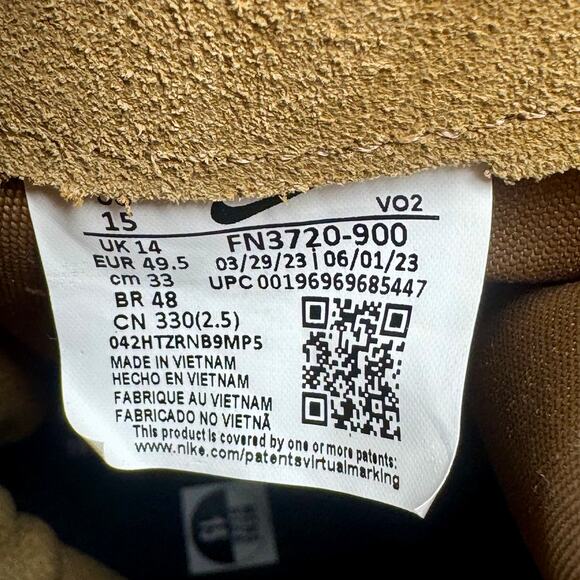 15
VO2
UK 14
FN3720-900
EUR 49.5
03/29/23 | 06/01/23
cm 33
UPC 00196969685447
BR 48
CN 330(2.5)
042HTZRNB9MP5
MADE IN VIETNAM
HECHO EN VIETNAM
FABRIQUE AU VIETNAM
FABRICADO NO VIETNÃ
This product is covered by one or more patents.
www.nike.com/patentsvirtualmarking